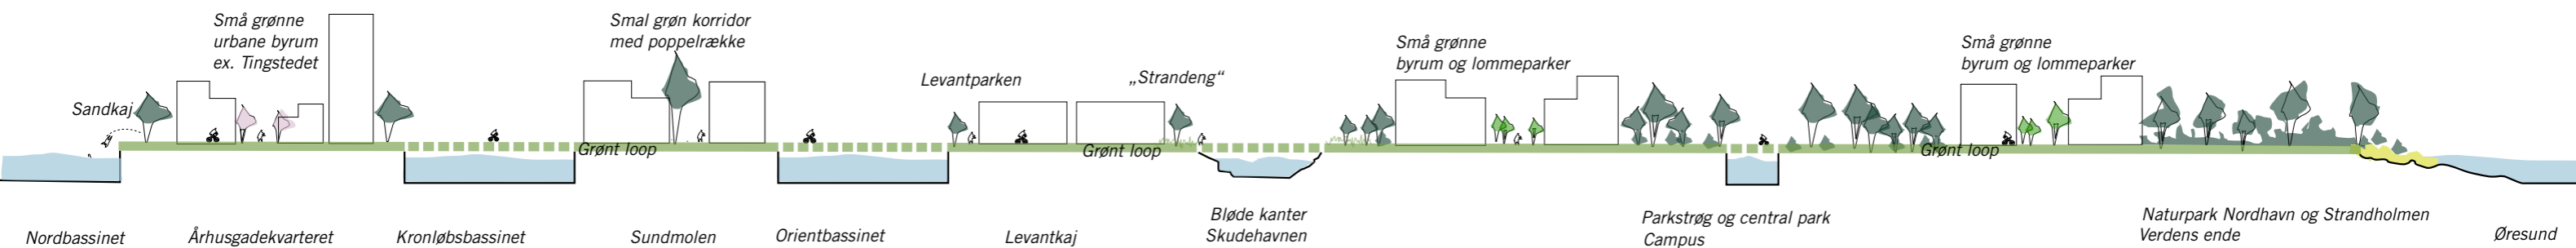 Små grønne
urbane byrum
ex. Tingstedet
Smal grøn korridor
med poppelrække
Små grønne
byrum og lommeparker
Små grønne
byrum og lommeparker
Sandkaj
Levantparken
„Strandeng“
Grønt loop
Grønt loop
Grønt loop
Nordbassinet
Århusgadekvarteret
Kronløbsbassinet
Sundmolen
Orientbassinet
Levantkaj
Bløde kanter
Skudehavnen
Parkstrøg og central park
Campus
Naturpark Nordhavn og Strandholmen
Verdens ende
Øresund